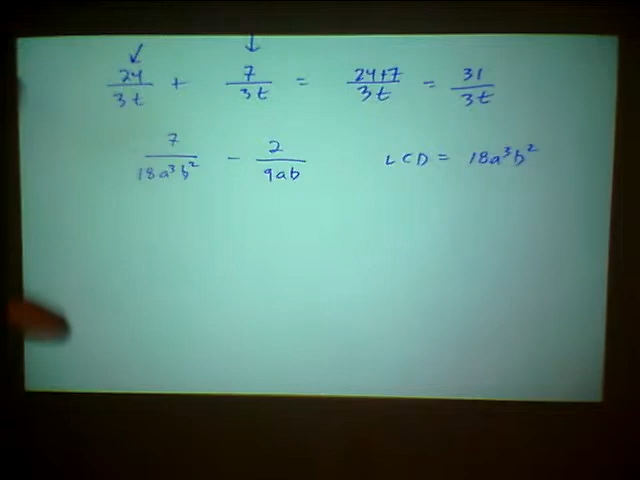 ↙ ↓
24/3t + 7/3t = 24+7/3t = 31/3t
7/18a³b² - 2/9ab LCD = 18a³b²